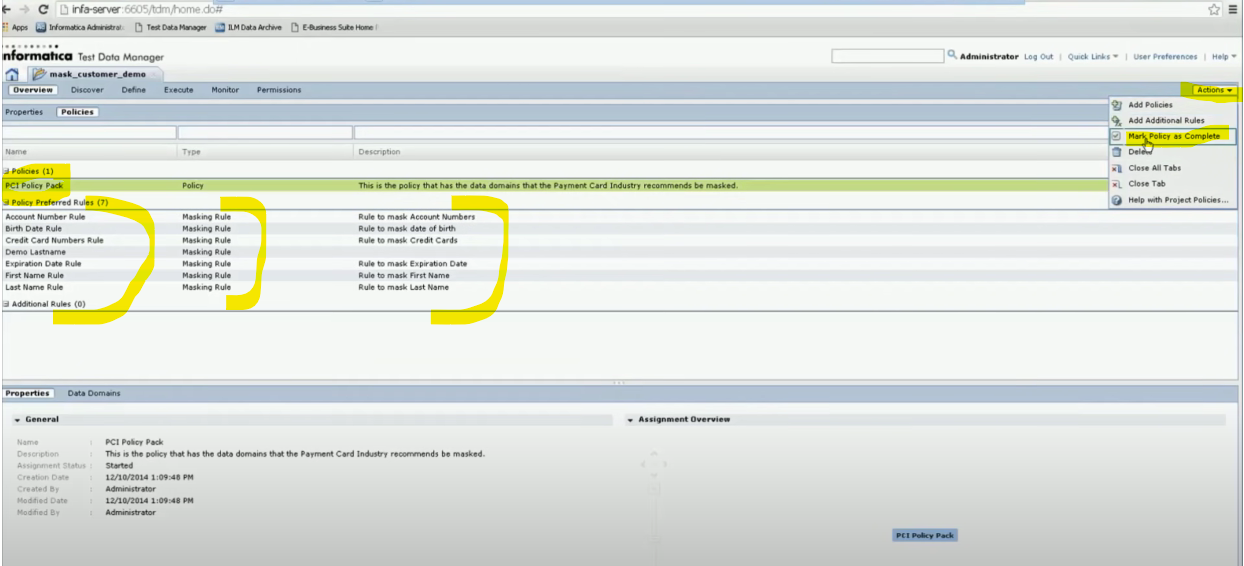 infa-server:6605/tdm/home.do#
Apps Informatica Administrat: Test Data Manager ILM Data Archive E-Business Suite Home
nformatica Test Data Manager
Administrator Log Out | Quick Links | User Preferences | Help
mask_customer_demo
Overview Discover Define Execute Monitor Permissions Actions
Properties Policies
Add Policies
Add Additional Rules
Mark Policy as Complete
Delete
Close All Tabs
Close Tab
Help with Project Policies...
Name Type Description
Policies (1)
PCI Policy Pack Policy This is the policy that has the data domains that the Payment Card Industry recommends be masked.
Policy Preferred Rules (7)
Account Number Rule Masking Rule Rule to mask Account Numbers
Birth Date Rule Masking Rule Rule to mask date of birth
Credit Card Numbers Rule Masking Rule Rule to mask Credit Cards
Demo Lastname Masking Rule
Expiration Date Rule Masking Rule Rule to mask Expiration Date
First Name Rule Masking Rule Rule to mask First Name
Last Name Rule Masking Rule Rule to mask Last Name
Additional Rules (0)
Properties Data Domains
General Assignment Overview
Name : PCI Policy Pack
Description : This is the policy that has the data domains that the Payment Card Industry recommends be masked.
Assignment Status : Started
Creation Date : 12/10/2014 1:09:48 PM
Created By : Administrator
Modified Date : 12/10/2014 1:09:48 PM
Modified By : Administrator
PCI Policy Pack